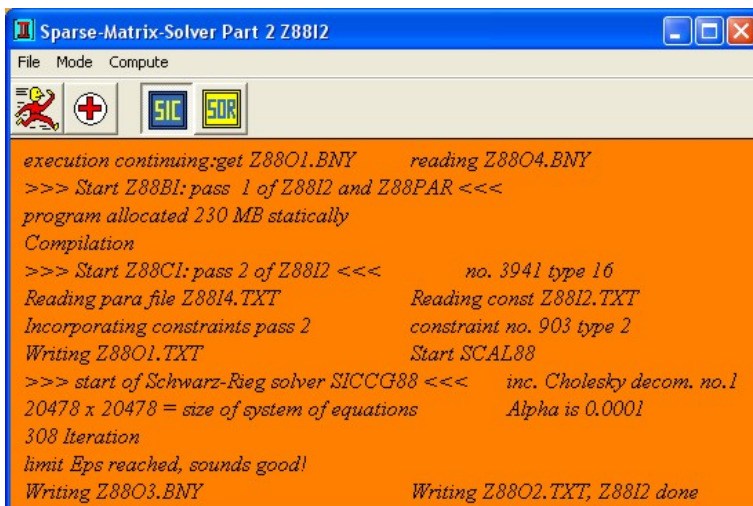 Sparse-Matrix-Solver Part 2 Z88I2
File Mode Compute
SIC SOR
execution continuing:get Z88O1.BNY reading Z88O4.BNY
>>> Start Z88BI: pass 1 of Z88I2 and Z88PAR <<<
program allocated 230 MB statically
Compilation
>>> Start Z88CI: pass 2 of Z88I2 <<< no. 3941 type 16
Reading para file Z88I4.TXT Reading const Z88I2.TXT
Incorporating constraints pass 2 constraint no. 903 type 2
Writing Z88O1.TXT Start SCAL88
>>> start of Schwarz-Rieg solver SICCG88 <<< inc. Cholesky decom. no.1
20478 x 20478 = size of system of equations Alpha is 0.0001
308 Iteration
limit Eps reached, sounds good!
Writing Z88O3.BNY Writing Z88O2.TXT, Z88I2 done